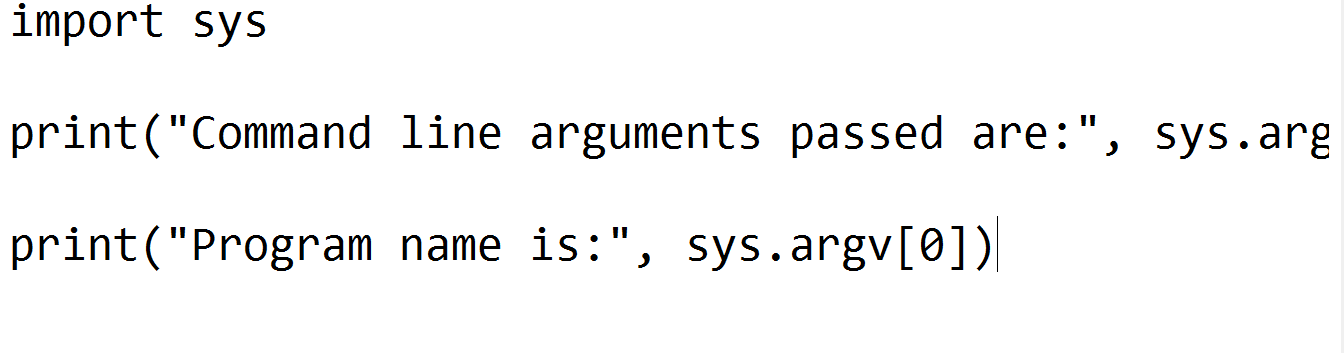 import sys
print("Command line arguments passed are:", sys.arg
print("Program name is:", sys.argv[0])